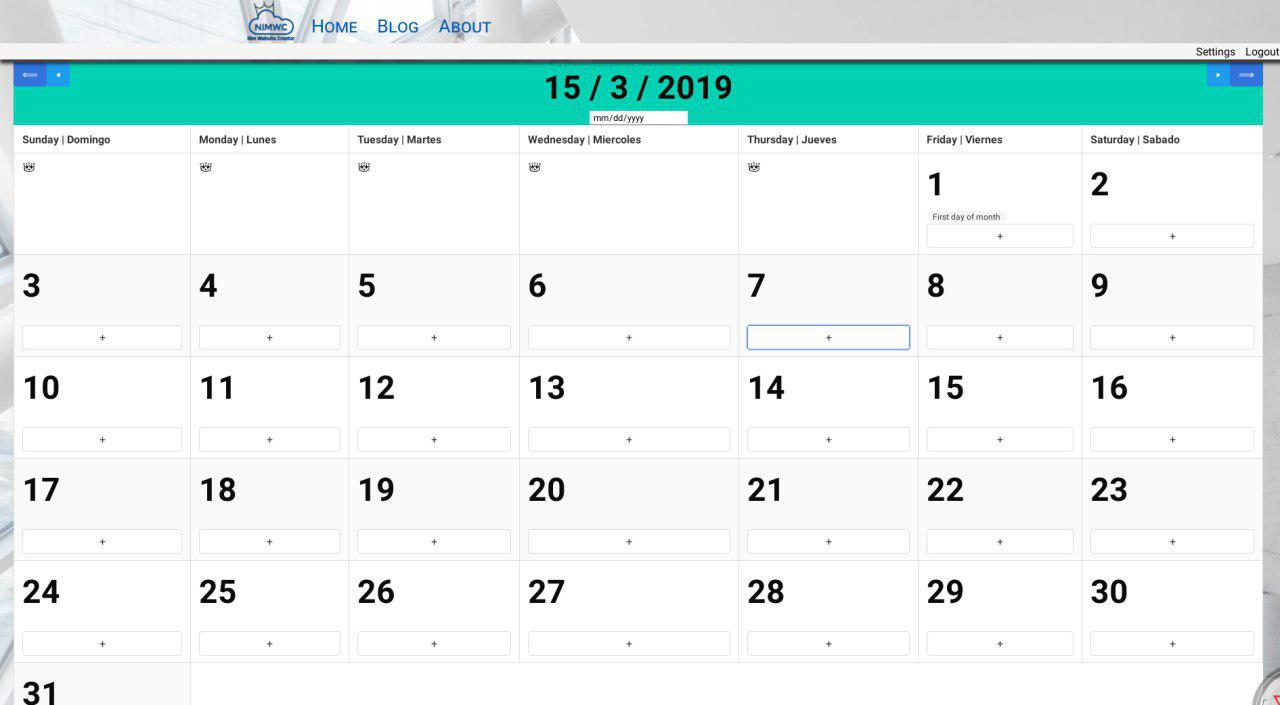 NIMWC
Nim Website Creator
Home Blog About
Settings Logout
15 / 3 / 2019
mm/dd/yyyy
Sunday | Domingo Monday | Lunes Tuesday | Martes Wednesday | Miercoles Thursday | Jueves Friday | Viernes Saturday | Sabado
1 2
First day of month
+ +
3 4 5 6 7 8 9
+ + + + + + +
10 11 12 13 14 15 16
+ + + + + + +
17 18 19 20 21 22 23
+ + + + + + +
24 25 26 27 28 29 30
+ + + + + + +
31